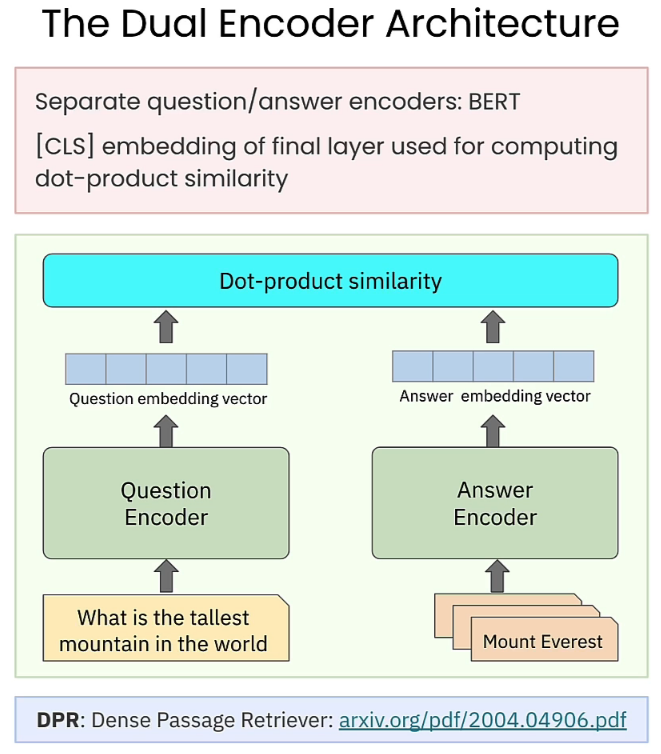 The Dual Encoder Architecture
Separate question/answer encoders: BERT
[CLS] embedding of final layer used for computing
dot-product similarity
Dot-product similarity
Question embedding vector
Answer embedding vector
Question
Encoder
Answer
Encoder
What is the tallest
mountain in the world
Mount Everest
DPR: Dense Passage Retriever: arxiv.org/pdf/2004.04906.pdf